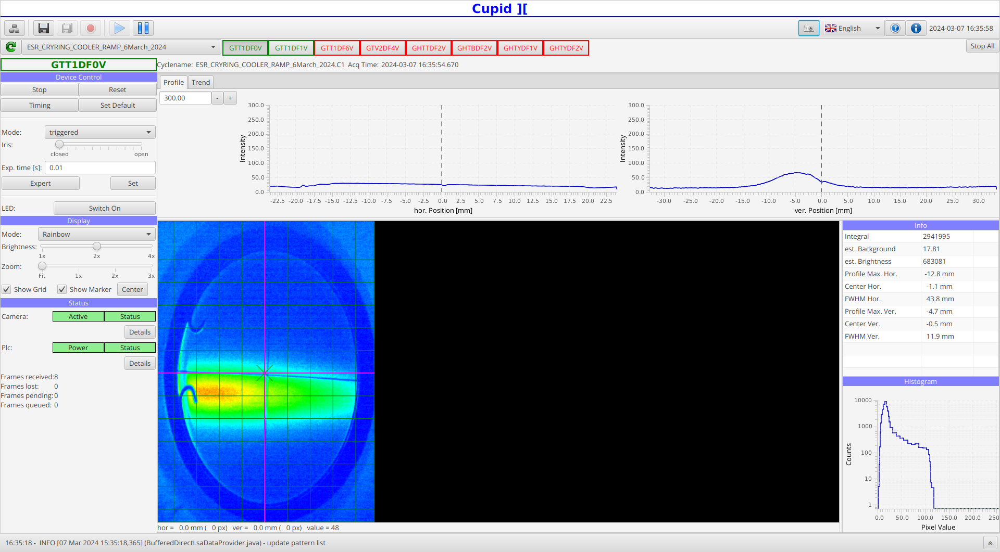 Cupid ][
English
2024-03-07 16:35:58
ESR_CRYRING_COOLER_RAMP_6March_2024
GTT1DF0V GTT1DF1V GTT1DF6V GTV2DF4V GHTTDF2V GHTBDF2V GHTYDF1V GHTYDF2V
Stop All
GTT1DF0V
Cyclename: ESR_CRYRING_COOLER_RAMP_6March_2024.C1 Acq Time: 2024-03-07 16:35:54.670
Device Control
Stop Reset
Timing Set Default
Mode: triggered
Iris:
closed open
Exp. time [s]: 0.01
Expert Set
LED: Switch On
Display
Mode: Rainbow
Brightness:
1x 2x 4x
Zoom:
Fit 1x 2x 3x
Show Grid Show Marker Center
Status
Camera: Active Status
Details
Plc: Power Status
Details
Frames received:8
Frames lost: 0
Frames pending: 0
Frames queued: 0
Profile Trend
300.00 - +
Intensity
300.0
250.0
200.0
150.0
100.0
50.0
0.0
-22.5 -20.0 -17.5 -15.0 -12.5 -10.0 -7.5 -5.0 -2.5 0.0 2.5 5.0 7.5 10.0 12.5 15.0 17.5 20.0 22.5
hor. Position [mm]
Intensity
300.0
250.0
200.0
150.0
100.0
50.0
0.0
-30.0 -25.0 -20.0 -15.0 -10.0 -5.0 0.0 5.0 10.0 15.0 20.0 25.0 30.0
ver. Position [mm]
hor = 0.0 mm ( 0 px) ver = 0.0 mm ( 0 px) value = 48
Info
Integral 2941995
est. Background 17.81
est. Brightness 683081
Profile Max. Hor. -12.8 mm
Center Hor. -1.1 mm
FWHM Hor. 43.8 mm
Profile Max. Ver. -4.7 mm
Center Ver. -0.5 mm
FWHM Ver. 11.9 mm
Histogram
Counts
10000
1000
100
10
1
0.0 50.0 100.0 150.0 200.0 250
Pixel Value
16:35:18 - INFO [07 Mar 2024 15:35:18,365] (BufferedDirectLsaDataProvider.java) - update pattern list